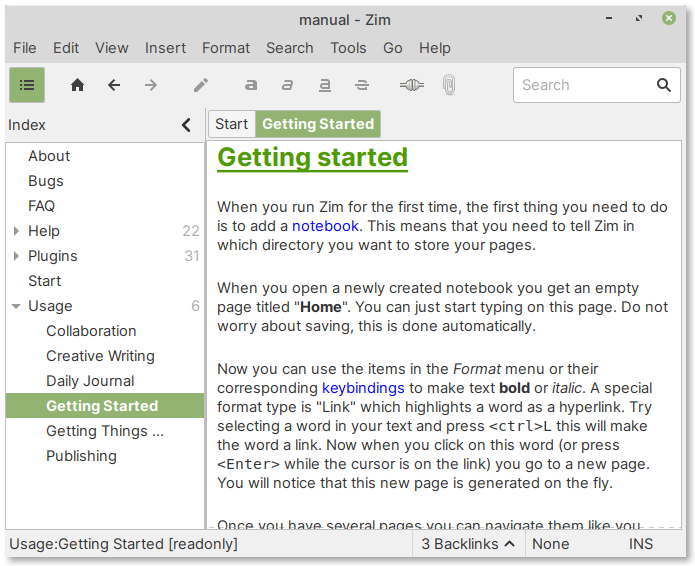 manual - Zim
File Edit View Insert Format Search Tools Go Help
a a a a Search
Index
Start Getting Started
About
Bugs
FAQ
Help 22
Plugins 31
Start
Usage 6
Collaboration
Creative Writing
Daily Journal
Getting Started
Getting Things ...
Publishing
Getting started
When you run Zim for the first time, the first thing you need to do
is to add a notebook. This means that you need to tell Zim in
which directory you want to store your pages.
When you open a newly created notebook you get an empty
page titled "Home". You can just start typing on this page. Do not
worry about saving, this is done automatically.
Now you can use the items in the Format menu or their
corresponding keybindings to make text bold or italic. A special
format type is "Link" which highlights a word as a hyperlink. Try
selecting a word in your text and press <ctrl>L this will make
the word a link. Now when you click on this word (or press
<Enter> while the cursor is on the link) you go to a new page.
You will notice that this new page is generated on the fly.
Once you have several pages you can navigate them like you
Usage:Getting Started [readonly] 3 Backlinks None INS